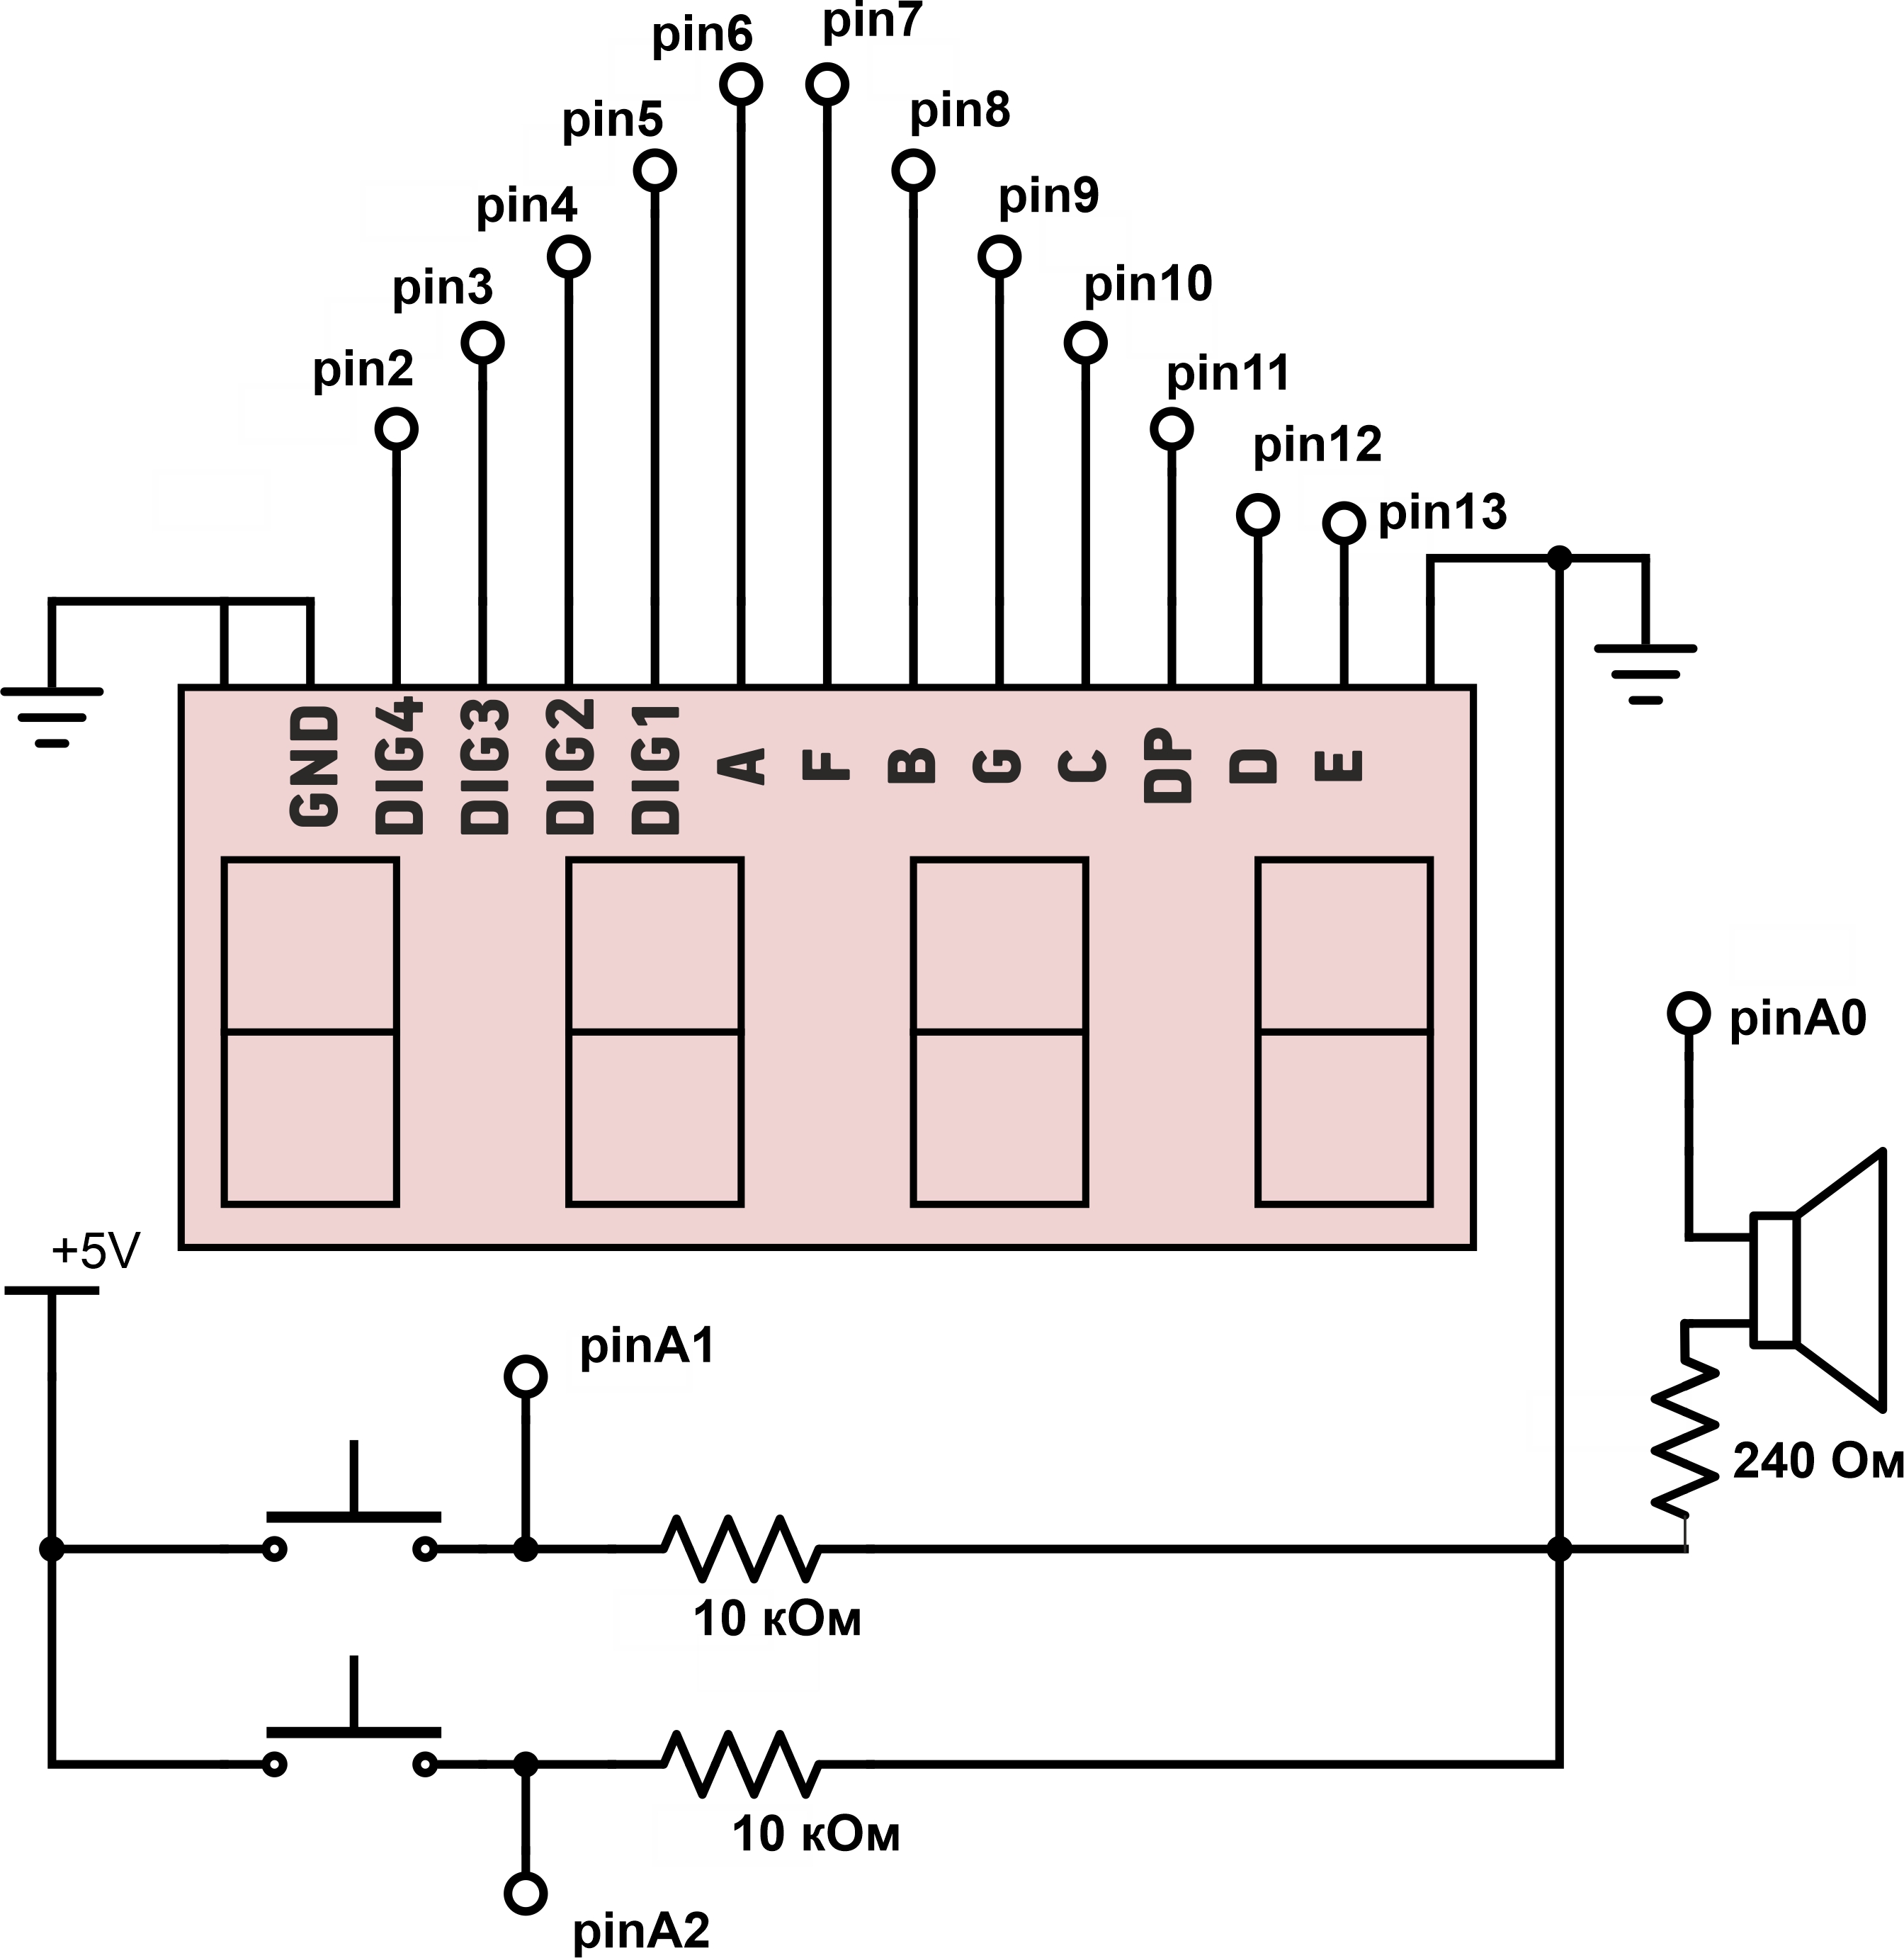 pin6
pin7
pin5
pin8
pin4
pin9
pin3
pin10
pin2
pin11
pin12
pin13
GND
DIG4
DIG3
DIG2
DIG1
A
F
B
G
C
DP
D
E
pinA0
+5V
pinA1
240 Ом
10 кОм
10 кОм
pinA2